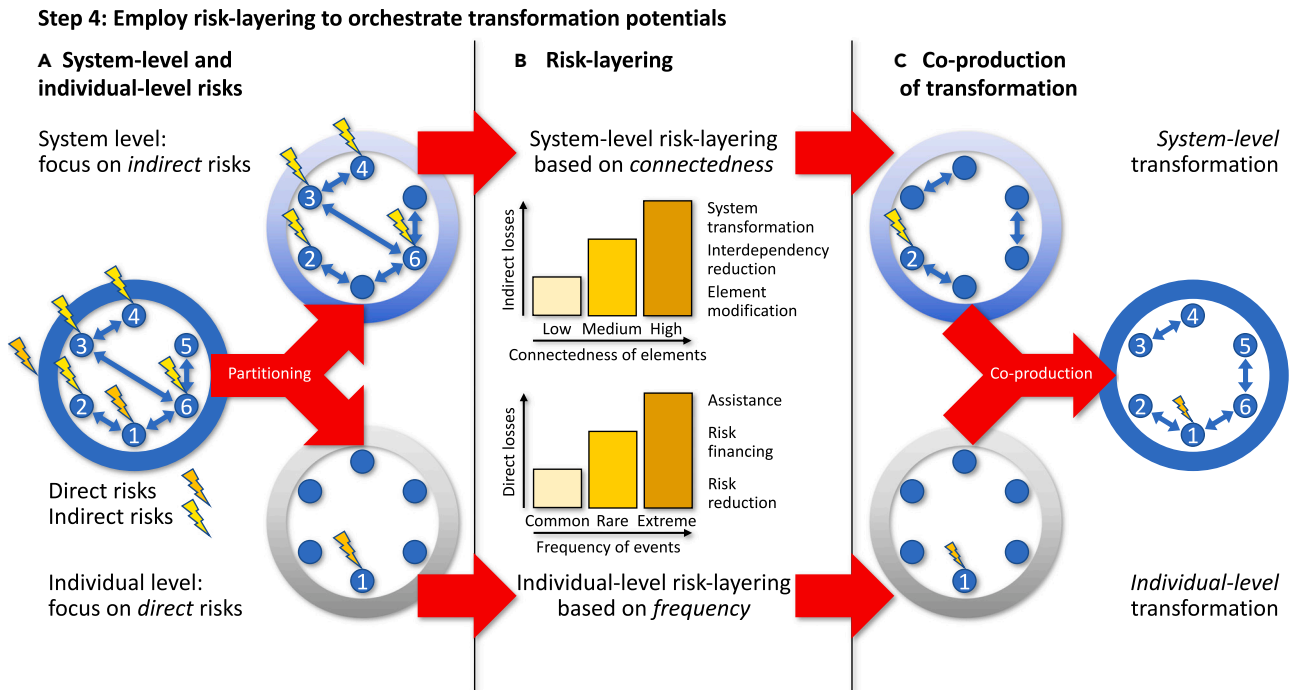 Step 4: Employ risk-layering to orchestrate transformation potentials
A System-level and
individual-level risks
System level:
focus on indirect risks
4
3
2
6
4
3
5
2
6
1
Partitioning
Direct risks
Indirect risks
1
Individual level:
focus on direct risks
B Risk-layering
System-level risk-layering
based on connectedness
Indirect losses
System
transformation
Interdependency
reduction
Element
modification
Low Medium High
Connectedness of elements
Direct losses
Assistance
Risk
financing
Risk
reduction
Common Rare Extreme
Frequency of events
Individual-level risk-layering
based on frequency
C Co-production
of transformation
System-level
transformation
2
Co-production
4
3
5
2
6
1
1
Individual-level
transformation